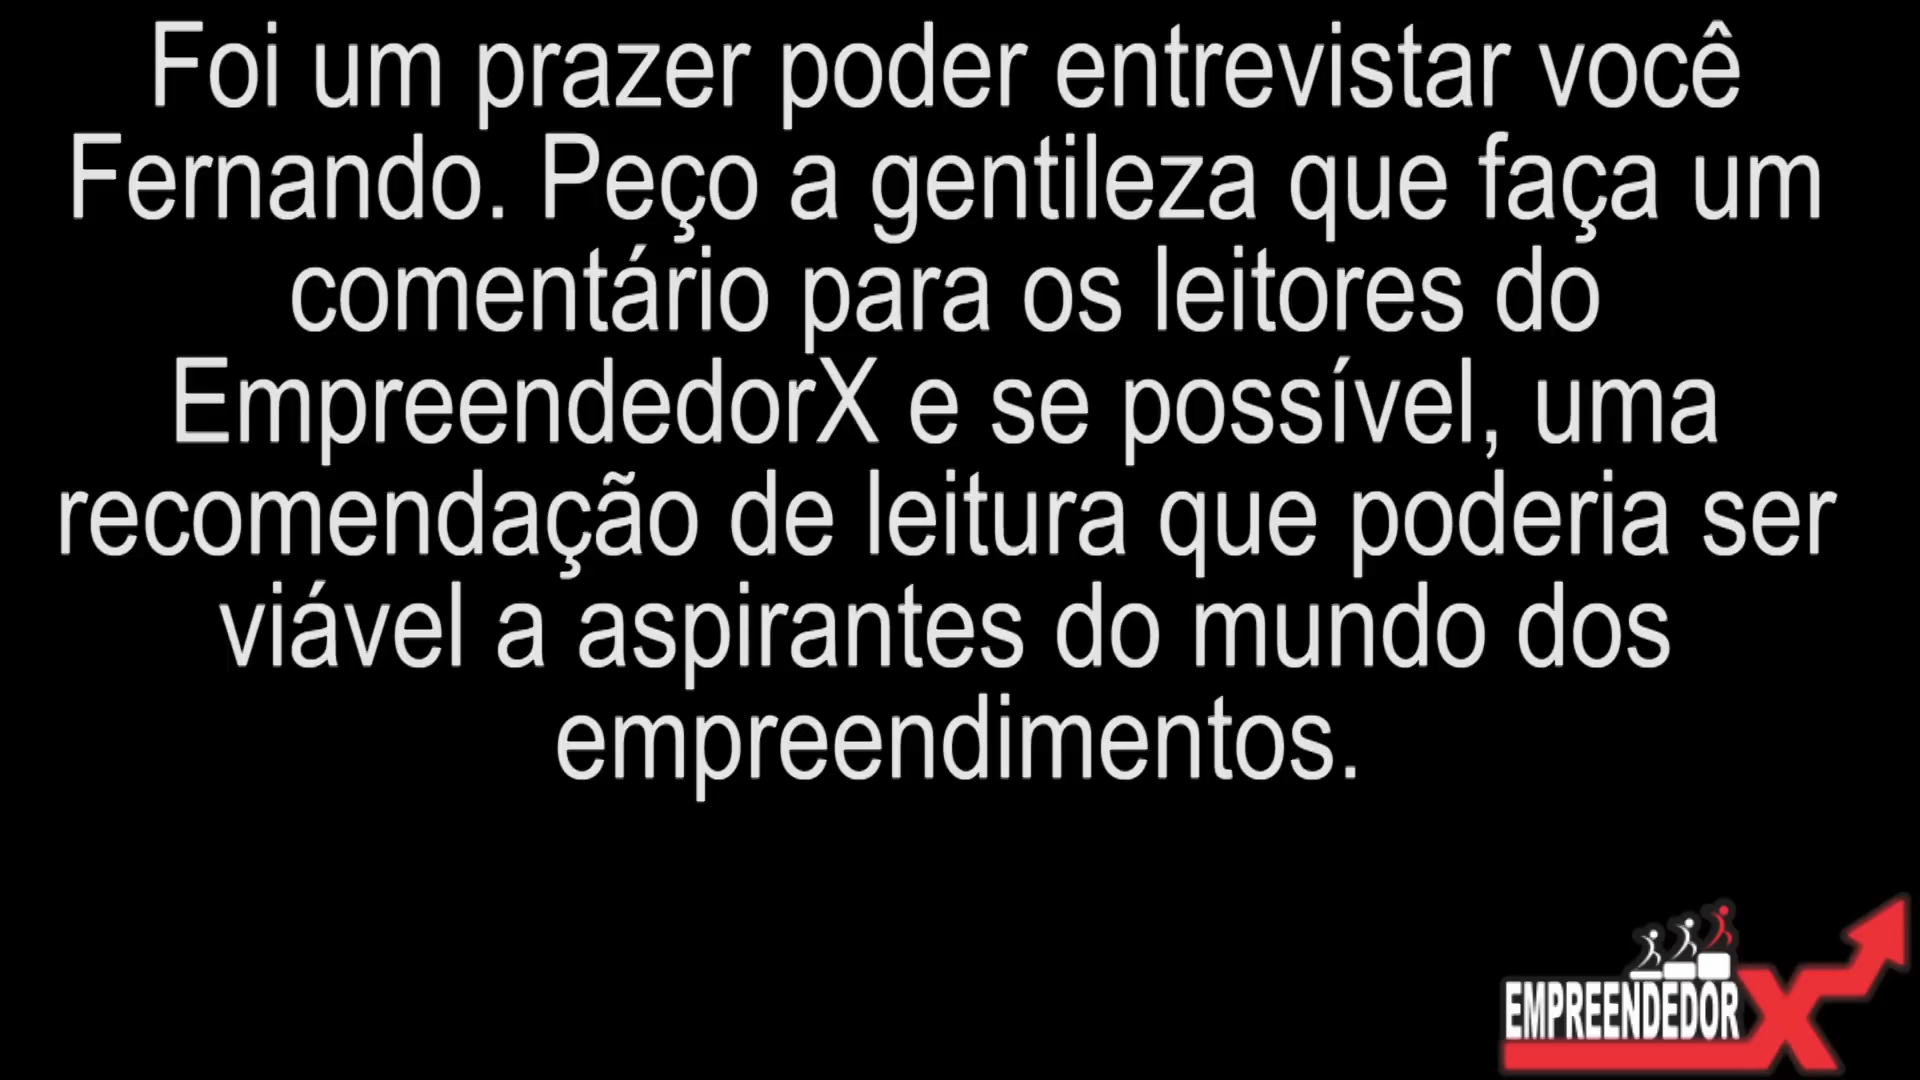 Foi um prazer poder entrevistar você
Fernando. Peço a gentileza que faça um
comentário para os leitores do
EmpreendedorX e se possível, uma
recomendação de leitura que poderia ser
viável a aspirantes do mundo dos
empreendimentos.
EMPREENDEDOR X